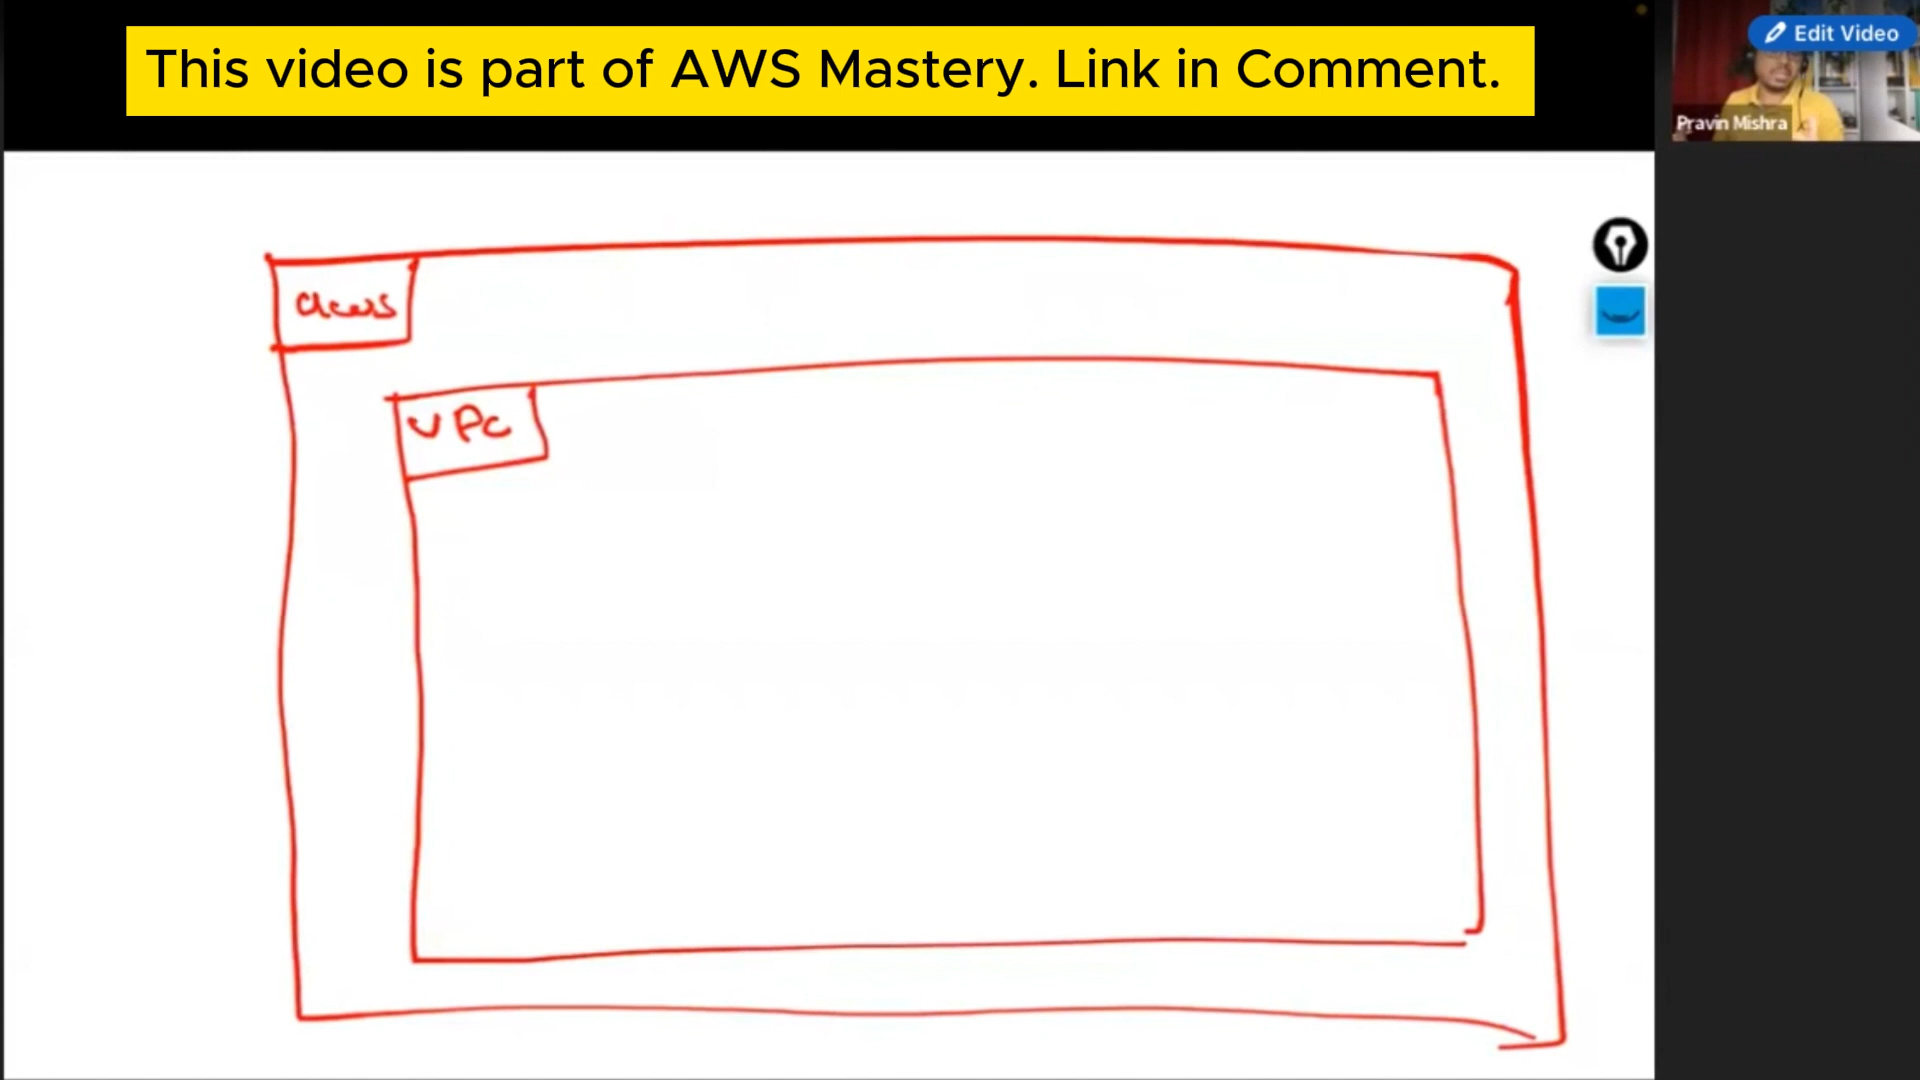 This video is part of AWS Mastery. Link in Comment.
Edit Video
Pravin Mishra
aws
VPC